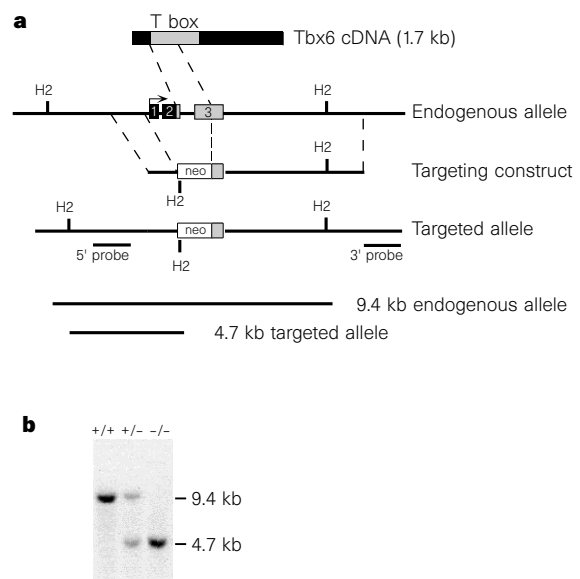 a
T box
Tbx6 cDNA (1.7 kb)
H2 H2
1 2 3
Endogenous allele
H2
neo
Targeting construct
H2
H2 H2
neo
Targeted allele
5' probe H2 3' probe
9.4 kb endogenous allele
4.7 kb targeted allele
b
+/+ +/– –/–
9.4 kb
4.7 kb